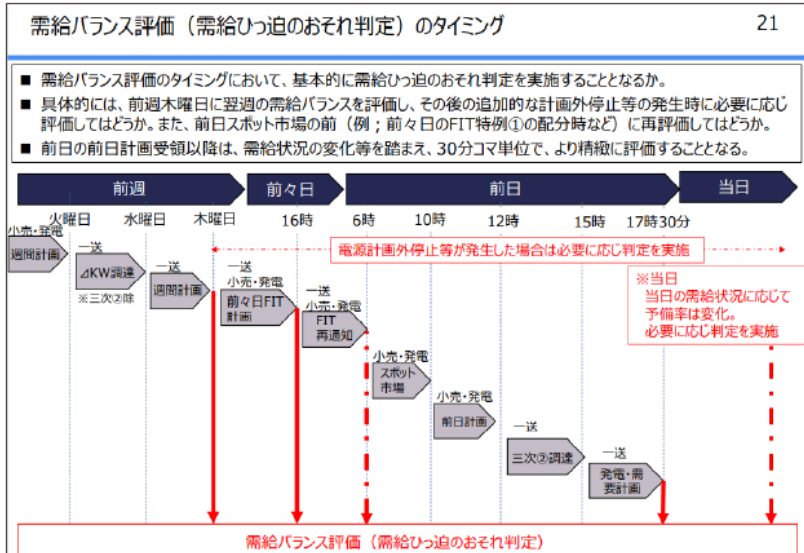 需給バランス評価（需給ひっ迫のおそれ判定）のタイミング
21
■ 需給バランス評価のタイミングにおいて、基本的に需給ひっ迫のおそれ判定を実施することとなるか。
■ 具体的には、前週木曜日に翌週の需給バランスを評価し、その後の追加的な計画外停止等の発生時に必要に応じ
評価してはどうか。また、前日スポット市場の前（例；前々日のFIT特例①の配分時など）に再評価してはどうか。
■ 前日の前日計画受領以降は、需給状況の変化等を踏まえ、30分コマ単位で、より精緻に評価することとなる。
前週
前々日
前日
当日
火曜日
水曜日
木曜日
16時
6時
10時
12時
15時
17時30分
小売・発電
週間計画
一送
⊿KW調達
※三次②除
一送
週間計画
一送
小売・発電
前々日FIT
計画
一送
小売・発電
FIT
再通知
小売・発電
スポット
市場
小売・発電
前日計画
一送
三次②調達
一送
発電・需
要計画
電源計画外停止等が発生した場合は必要に応じ判定を実施
※当日
当日の需給状況に応じて
予備率は変化。
必要に応じ判定を実施
需給バランス評価（需給ひっ迫のおそれ判定）